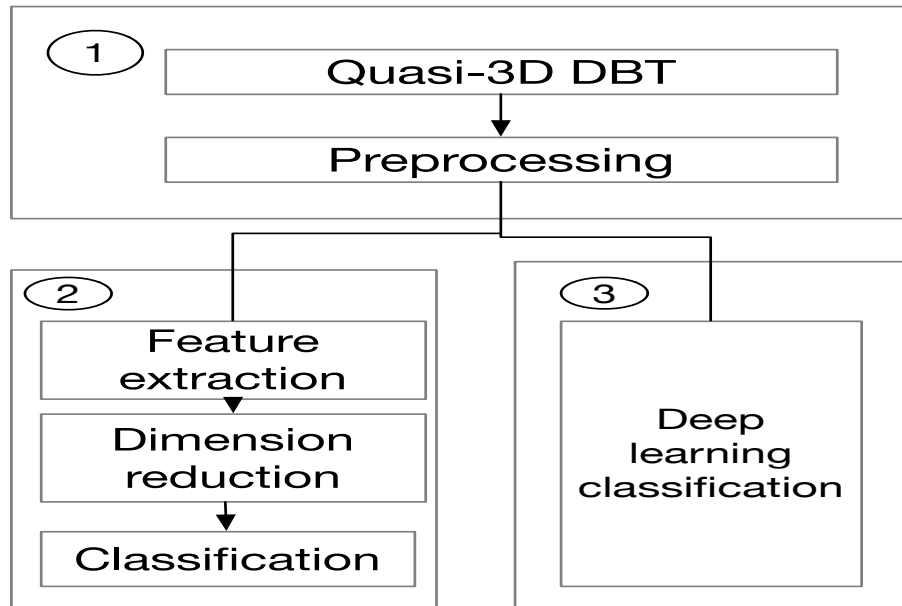 1
Quasi-3D DBT
Preprocessing
2
Feature
extraction
Dimension
reduction
Classification
3
Deep
learning
classification